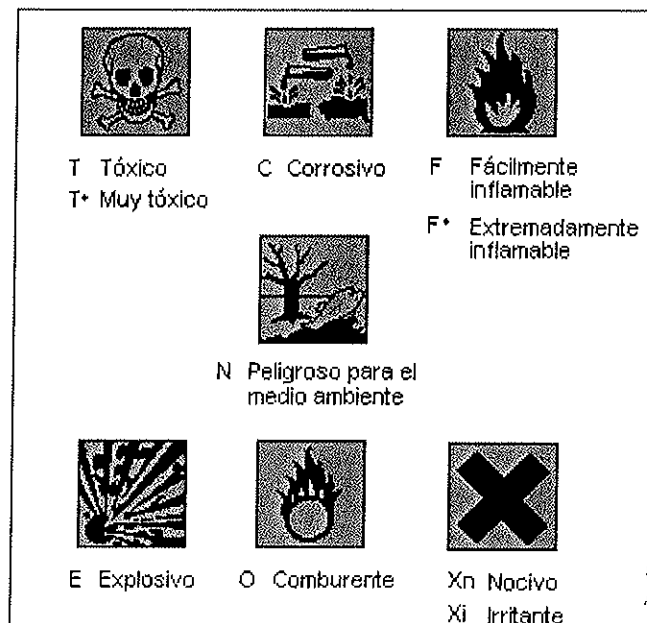 T Tóxico
T+ Muy tóxico
C Corrosivo
F Fácilmente
inflamable
F+ Extremadamente
inflamable
N Peligroso para el
medio ambiente
E Explosivo
O Comburente
Xn Nocivo
Xi Irritante